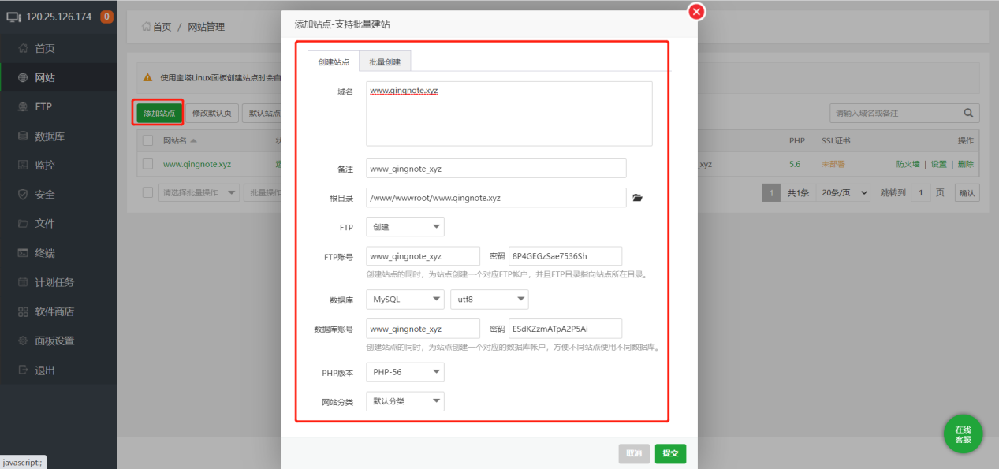 120.25.126.174 0
首页
网站
FTP
数据库
监控
安全
文件
终端
计划任务
软件商店
面板设置
退出
javascript:;
首页 / 网站管理
使用宝塔Linux面板创建站点时会自
添加站点 修改默认页 默认站点
请输入域名或备注
网站名 PHP SSL证书 操作
www.qingnote.xyz _xyz 5.6 未部署 防火墙 | 设置 | 删除
请选择批量操作 批量操作 1 共1条 20条/页 跳转到 1 页 确认
添加站点-支持批量建站
创建站点 批量创建
域名 www.qingnote.xyz
备注 www_qingnote_xyz
根目录 /www/wwwroot/www.qingnote.xyz
FTP 创建
FTP账号 www_qingnote_xyz 密码 8P4GEGzSae7536Sh
创建站点的同时，为站点创建一个对应FTP帐户，并且FTP目录指向站点所在目录。
数据库 MySQL utf8
数据库账号 www_qingnote_xyz 密码 ESdKZzmATpA2P5Ai
创建站点的同时，为站点创建一个对应的数据库帐户，方便不同站点使用不同数据库。
PHP版本 PHP-56
网站分类 默认分类
取消 提交
在线
客服